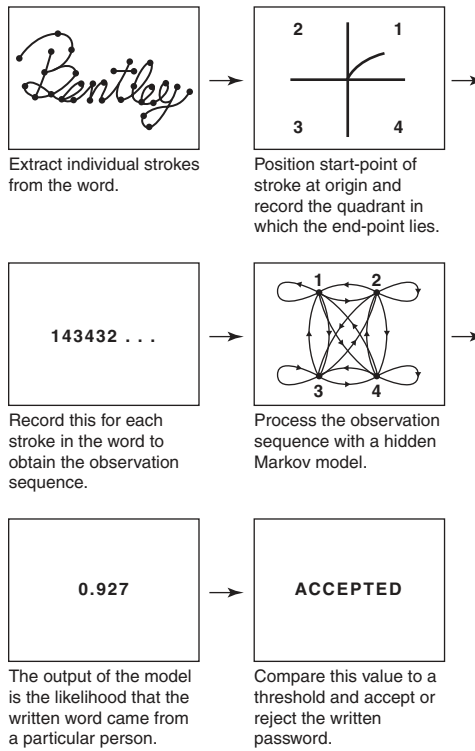 Bentley
Extract individual strokes
from the word.
2 1
3 4
Position start-point of
stroke at origin and
record the quadrant in
which the end-point lies.
143432 . . .
Record this for each
stroke in the word to
obtain the observation
sequence.
1 2
3 4
Process the observation
sequence with a hidden
Markov model.
0.927
The output of the model
is the likelihood that the
written word came from
a particular person.
ACCEPTED
Compare this value to a
threshold and accept or
reject the written
password.